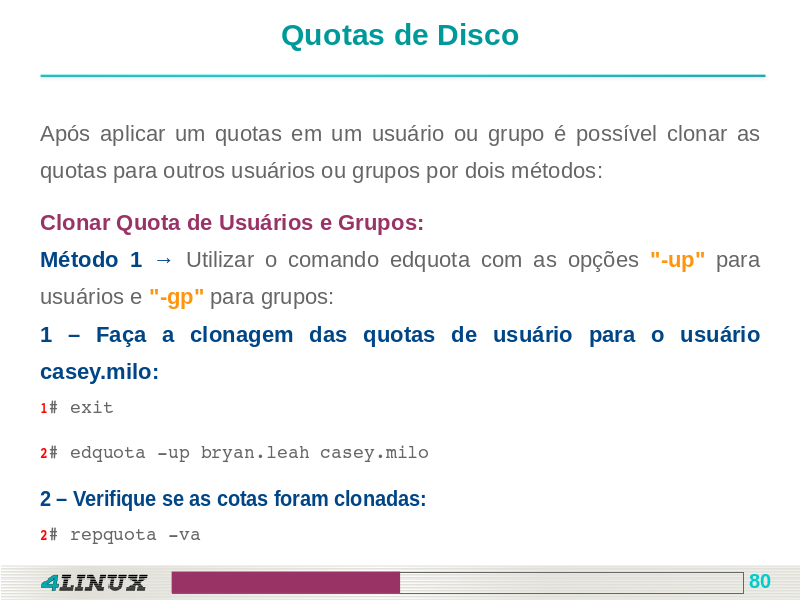 Quotas de Disco
Após aplicar um quotas em um usuário ou grupo é possível clonar as
quotas para outros usuários ou grupos por dois métodos:
Clonar Quota de Usuários e Grupos:
Método 1 → Utilizar o comando edquota com as opções "-up" para
usuários e "-gp" para grupos:
1 – Faça a clonagem das quotas de usuário para o usuário
casey.milo:
1# exit
2# edquota -up bryan.leah casey.milo
2 – Verifique se as cotas foram clonadas:
2# repquota -va
4LINUX
80